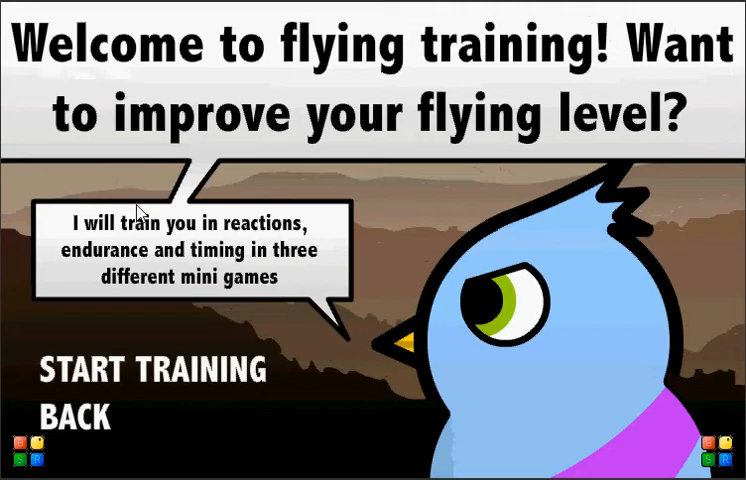 Welcome to flying training! Want
to improve your flying level?
I will train you in reactions,
endurance and timing in three
different mini games
START TRAINING
BACK